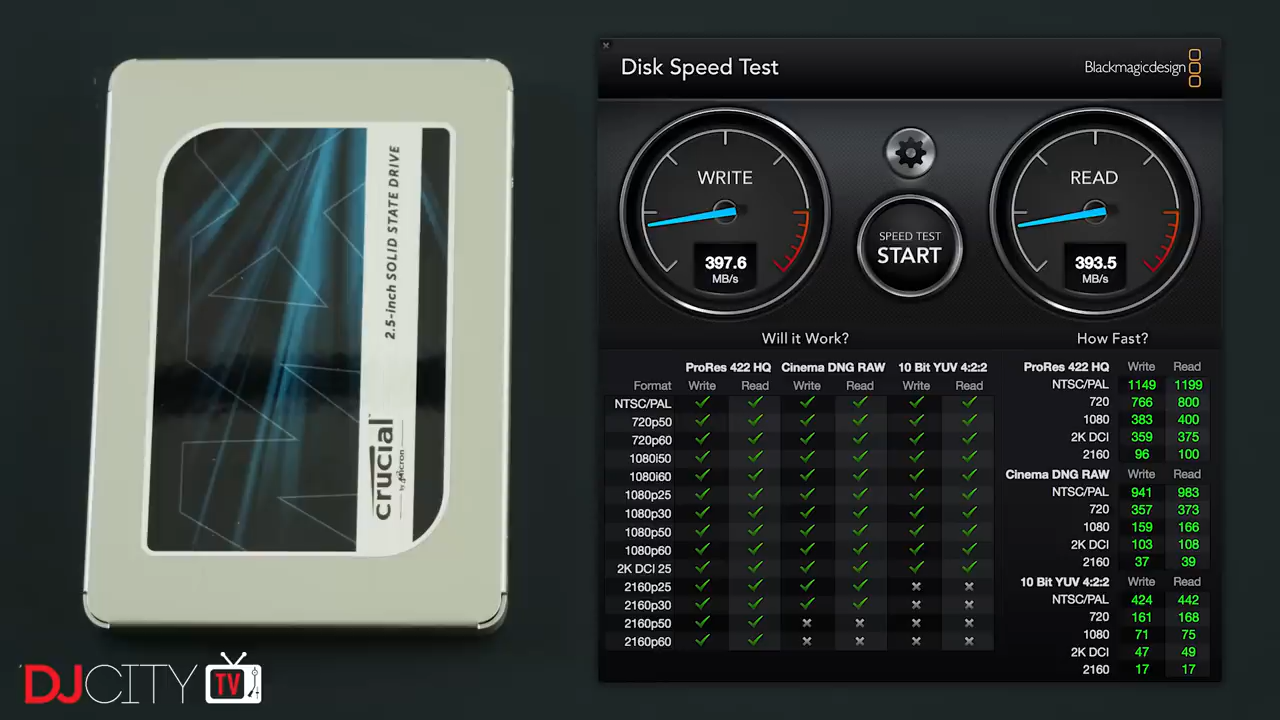 2.5-inch SOLID STATE DRIVE
crucial™
by Micron
DJCITY TV
Disk Speed Test
Blackmagicdesign
WRITE
397.6
MB/s
SPEED TEST
START
READ
393.5
MB/s
Will it Work?
ProRes 422 HQ Cinema DNG RAW 10 Bit YUV 4:2:2
Format Write Read Write Read Write Read
NTSC/PAL
720p50
720p60
1080i50
1080i60
1080p25
1080p30
1080p50
1080p60
2K DCI 25
2160p25
2160p30
2160p50
2160p60
How Fast?
ProRes 422 HQ Write Read
NTSC/PAL 1149 1199
720 766 800
1080 383 400
2K DCI 359 375
2160 96 100
Cinema DNG RAW Write Read
NTSC/PAL 941 983
720 357 373
1080 159 166
2K DCI 103 108
2160 37 39
10 Bit YUV 4:2:2 Write Read
NTSC/PAL 424 442
720 161 168
1080 71 75
2K DCI 47 49
2160 17 17